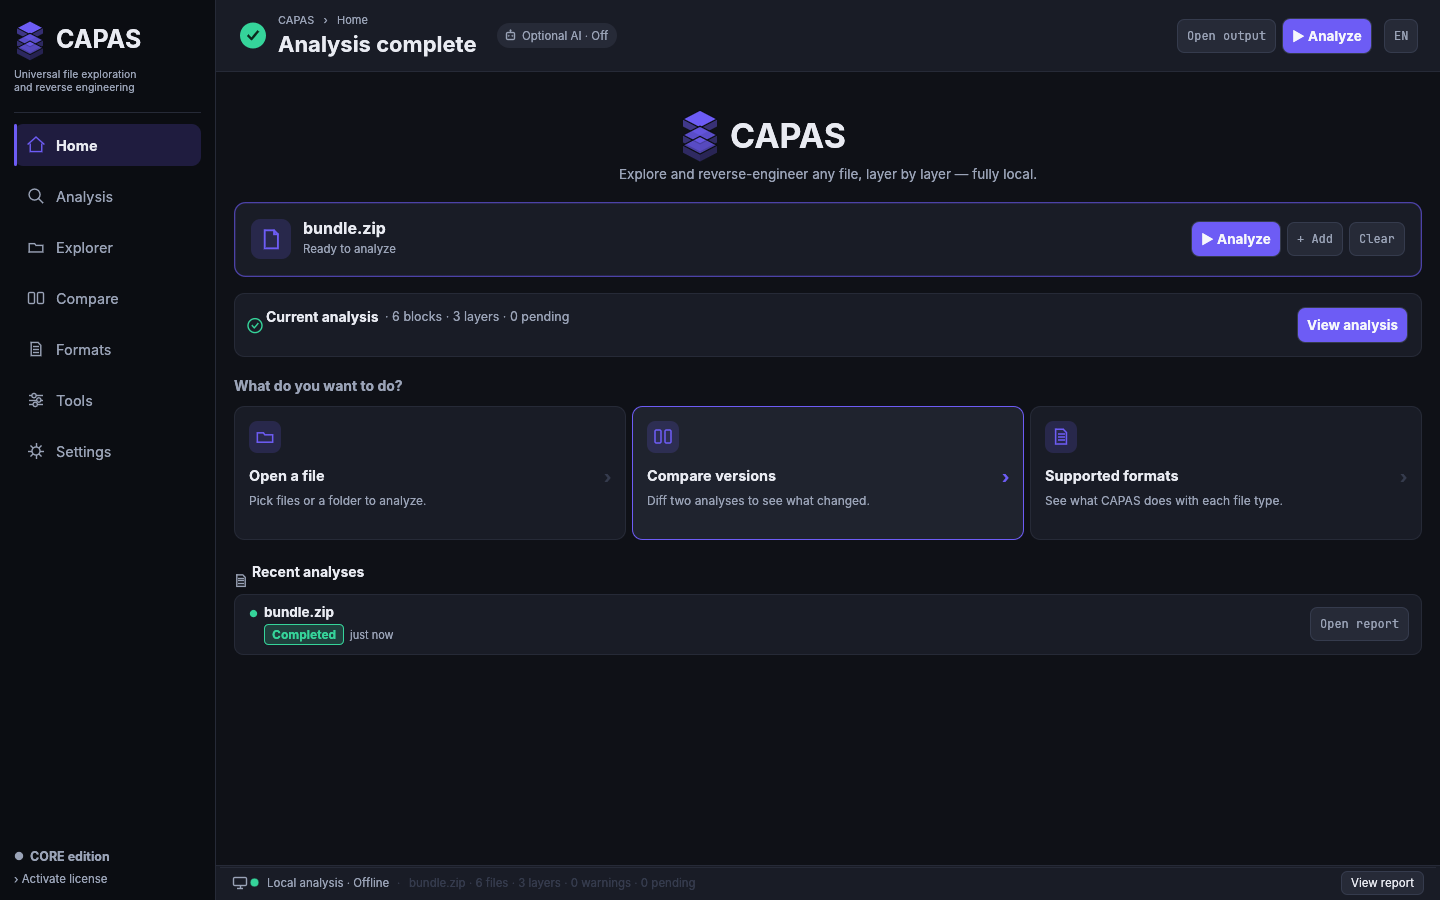 CAPAS
Universal file exploration
and reverse engineering
Home
Analysis
Explorer
Compare
Formats
Tools
Settings
CORE edition
› Activate license
CAPAS › Home
Analysis complete
Optional AI · Off
Open output
▶ Analyze
EN
CAPAS
Explore and reverse-engineer any file, layer by layer — fully local.
bundle.zip
Ready to analyze
▶ Analyze
+ Add
Clear
Current analysis · 6 blocks · 3 layers · 0 pending
View analysis
What do you want to do?
Open a file
Pick files or a folder to analyze.
Compare versions
Diff two analyses to see what changed.
Supported formats
See what CAPAS does with each file type.
Recent analyses
bundle.zip
Completed just now
Open report
Local analysis · Offline · bundle.zip · 6 files · 3 layers · 0 warnings · 0 pending
View report